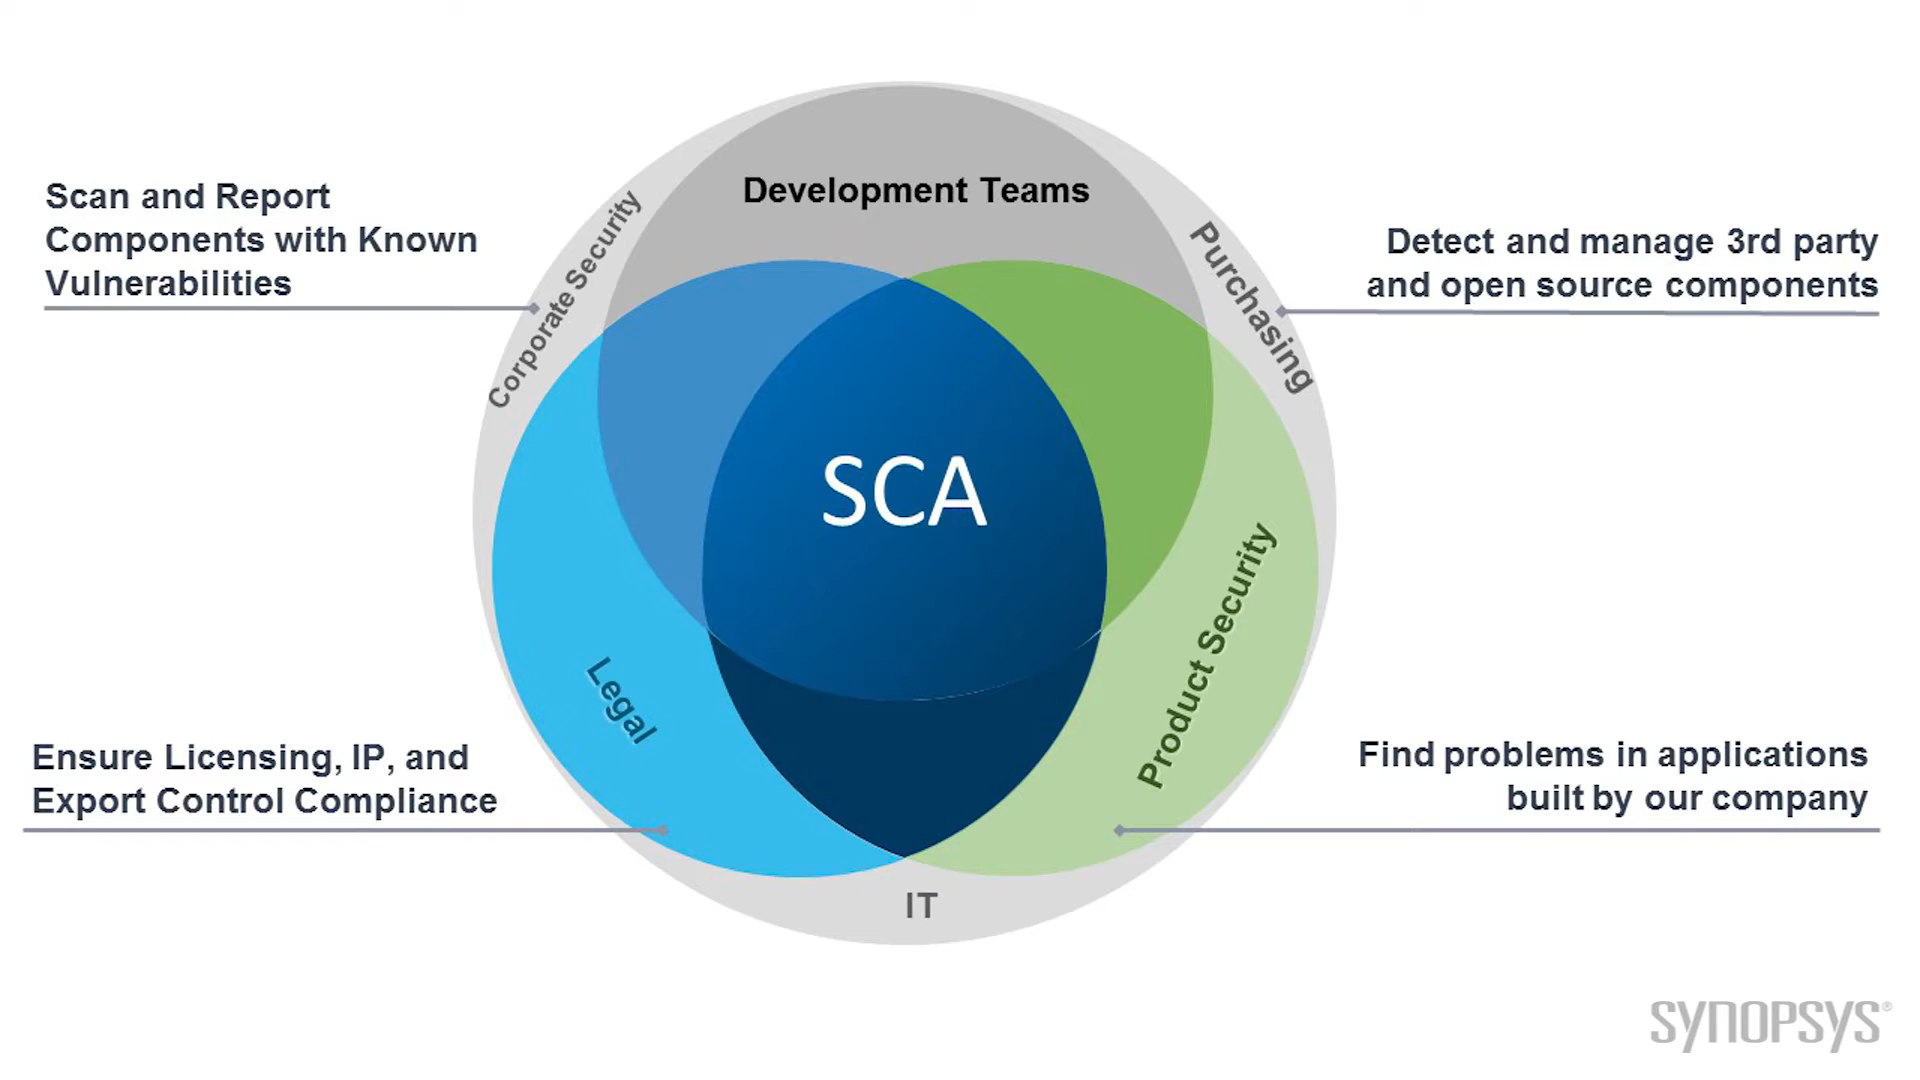 Development Teams
Scan and Report
Components with Known
Vulnerabilities
Corporate Security
Purchasing
Detect and manage 3rd party
and open source components
SCA
Legal
Product Security
Ensure Licensing, IP, and
Export Control Compliance
Find problems in applications
built by our company
IT
SYNOPSYS®